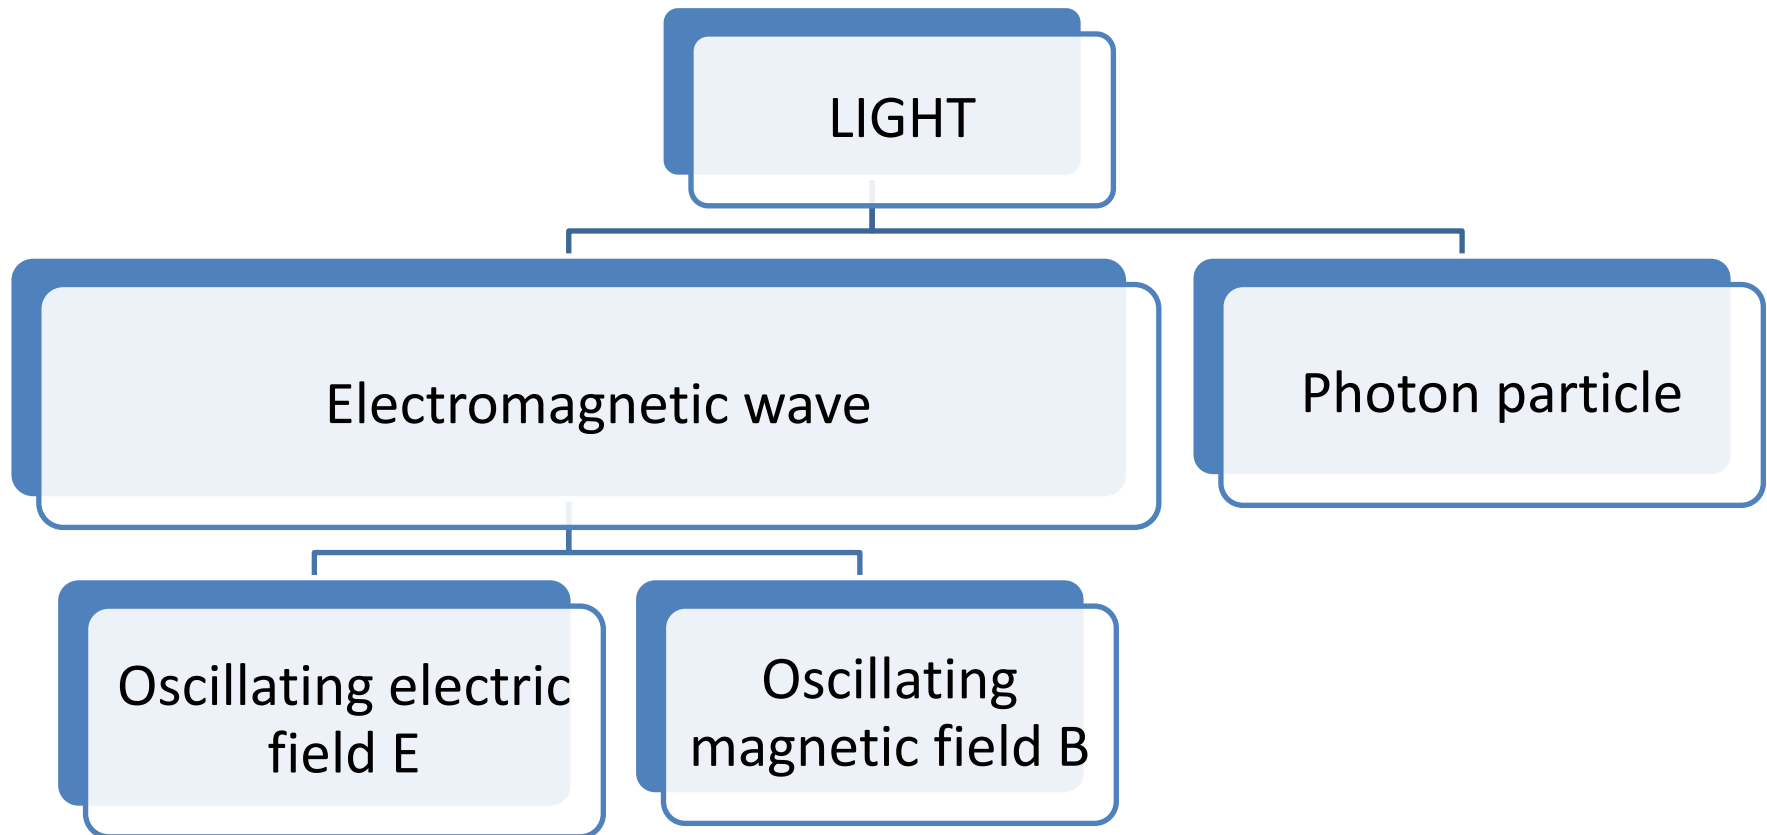 LIGHT
Electromagnetic wave
Photon particle
Oscillating electric
field E
Oscillating
magnetic field B